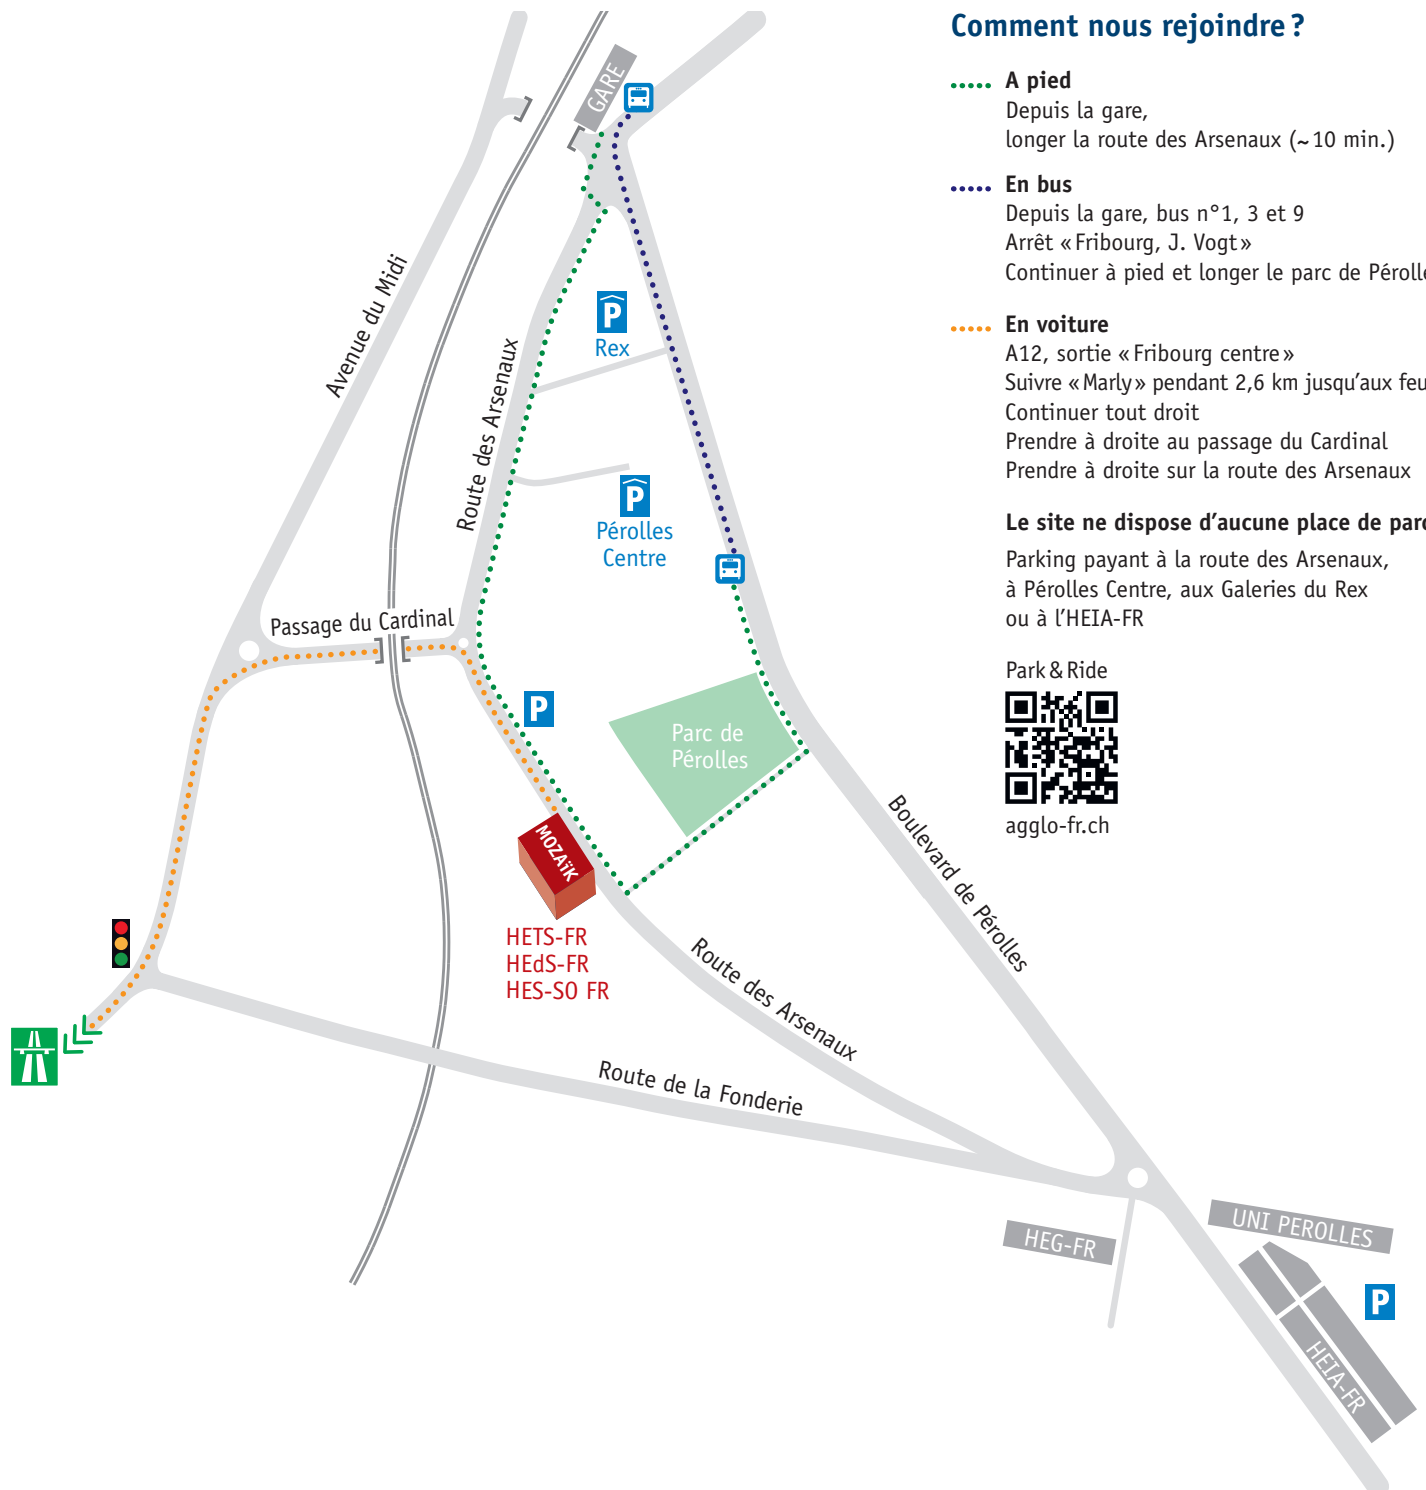 Comment nous rejoindre ?
A pied
Depuis la gare,
longer la route des Arsenaux (~10 min.)
En bus
Depuis la gare, bus n°1, 3 et 9
Arrêt « Fribourg, J. Vogt »
Continuer à pied et longer le parc de
En voiture
A12, sortie « Fribourg centre »
Suivre « Marly » pendant 2,6 km jusqu’aux
Continuer tout droit
Prendre à droite au passage du Cardinal
Prendre à droite sur la route des Arsenaux
Le site ne dispose d’aucune place de
Parking payant à la route des Arsenaux,
à Pérolles Centre, aux Galeries du Rex
ou à l’HEIA-FR
Park & Ride
agglo-fr.ch
GARE
Avenue du Midi
P
Rex
Route des Arsenaux
P
Pérolles
Centre
Passage du Cardinal
P
Parc de
Pérolles
MOZAïK
HETS-FR
HEdS-FR
HES-SO FR
Boulevard de Pérolles
Route des Arsenaux
Route de la Fonderie
HEG-FR
UNI PEROLLES
P
HEIA-FR